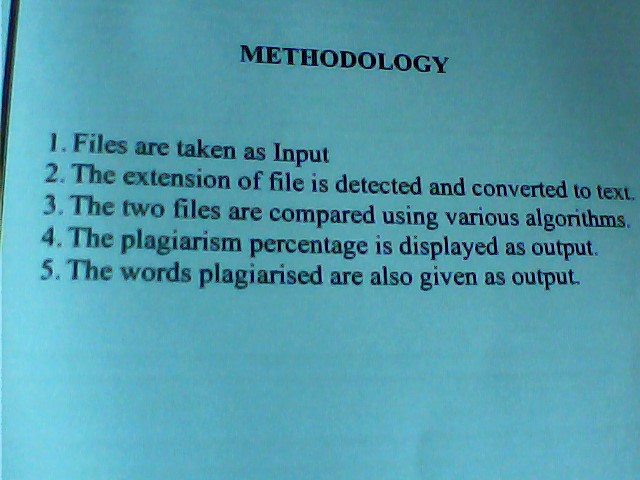 METHODOLOGY
1. Files are taken as Input
2. The extension of file is detected and converted to text.
3. The two files are compared using various algorithms.
4. The plagiarism percentage is displayed as output.
5. The words plagiarised are also given as output.